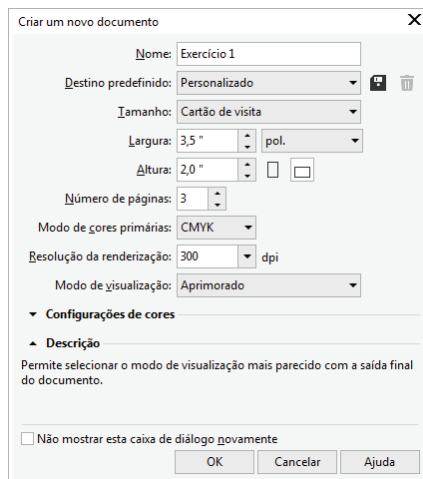 Criar um novo documento
Nome: Exercício 1
Destino predefinido: Personalizado
Tamanho: Cartão de visita
Largura: 3,5 " pol.
Altura: 2,0 "
Número de páginas: 3
Modo de cores primárias: CMYK
Resolução da renderização: 300 dpi
Modo de visualização: Aprimorado
Configurações de cores
Descrição
Permite selecionar o modo de visualização mais parecido com a saída final
do documento.
Não mostrar esta caixa de diálogo novamente
OK Cancelar Ajuda